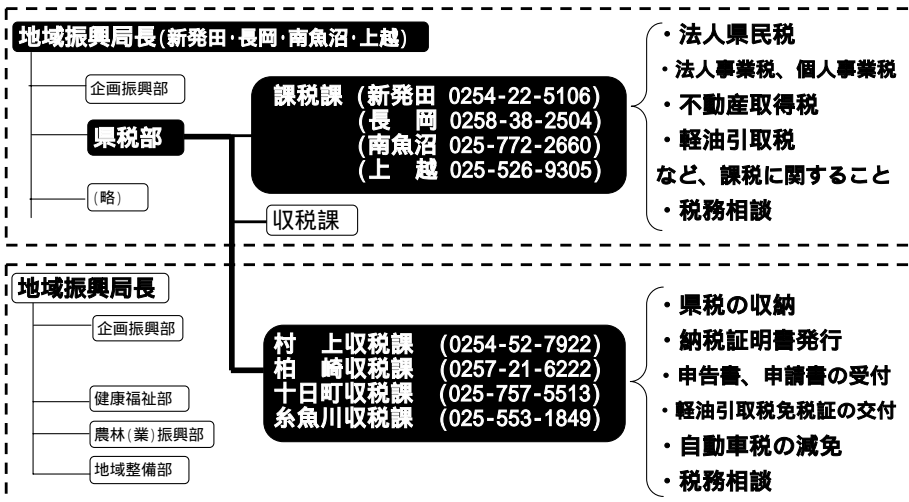 地域振興局長(新発田・長岡・南魚沼・上越)
企画振興部
県税部
(略)
課税課 (新発田 0254-22-5106)
(長　岡 0258-38-2504)
(南魚沼 025-772-2660)
(上　越 025-526-9305)
収税課
・法人県民税
・法人事業税、個人事業税
・不動産取得税
・軽油引取税
など、課税に関すること
・税務相談
地域振興局長
企画振興部
健康福祉部
農林(業)振興部
地域整備部
村　上収税課 (0254-52-7922)
柏　崎収税課 (0257-21-6222)
十日町収税課 (025-757-5513)
糸魚川収税課 (025-553-1849)
・県税の収納
・納税証明書発行
・申告書、申請書の受付
・軽油引取税免税証の交付
・自動車税の減免
・税務相談